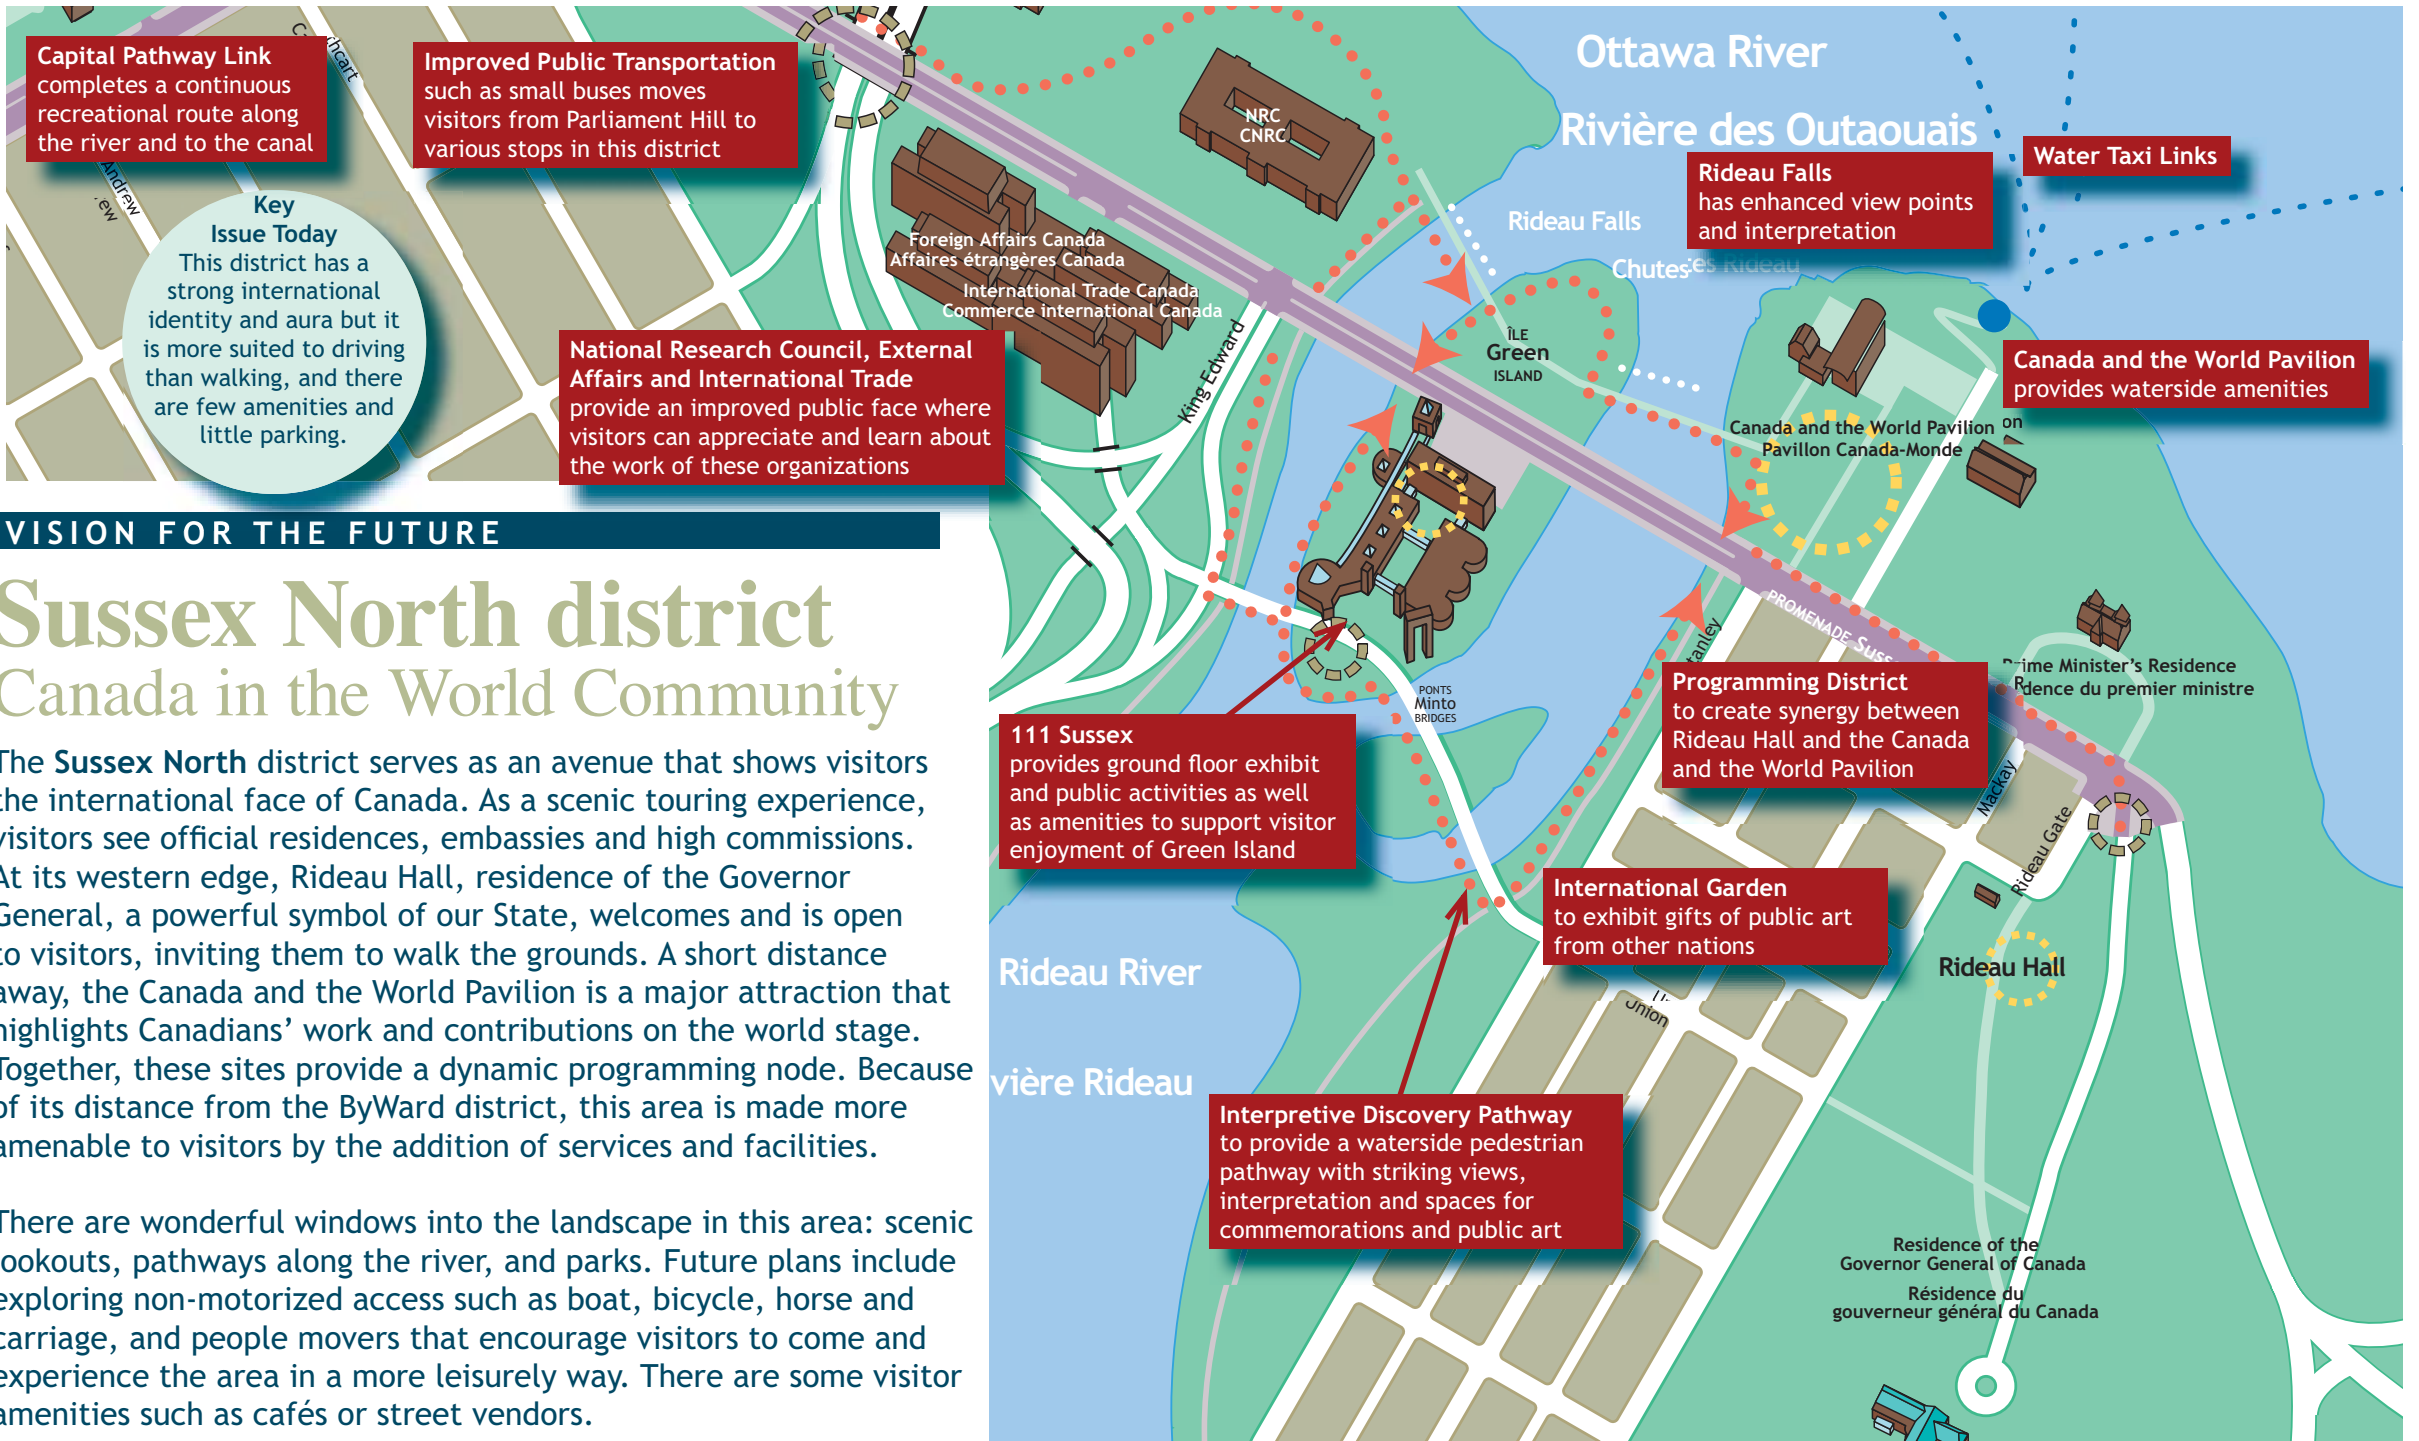 Capital Pathway Link
completes a continuous
recreational route along
the river and to the canal
Improved Public Transportation
such as small buses moves
visitors from Parliament Hill to
various stops in this district
Andrew
Key
Issue Today
This district has a
strong international
identity and aura but it
is more suited to driving
than walking, and there
are few amenities and
little parking.
NRC
CNRC
Ottawa River
Rivière des Outaouais
Water Taxi Links
Rideau Falls
has enhanced view points
and interpretation
Rideau Falls
Chutes Rideau
Foreign Affairs Canada
Affaires étrangères Canada
International Trade Canada
Commerce international Canada
King Edward
National Research Council, External
Affairs and International Trade
provide an improved public face where
visitors can appreciate and learn about
the work of these organizations
ÎLE
Green
ISLAND
Canada and the World Pavilion
provides waterside amenities
Canada and the World Pavilion
Pavillon Canada-Monde
VISION FOR THE FUTURE
Sussex North district
Canada in the World Community
The Sussex North district serves as an avenue that shows visitors
the international face of Canada. As a scenic touring experience,
visitors see official residences, embassies and high commissions.
At its western edge, Rideau Hall, residence of the Governor
General, a powerful symbol of our State, welcomes and is open
to visitors, inviting them to walk the grounds. A short distance
away, the Canada and the World Pavilion is a major attraction that
highlights Canadians’ work and contributions on the world stage.
Together, these sites provide a dynamic programming node. Because
of its distance from the ByWard district, this area is made more
amenable to visitors by the addition of services and facilities.
There are wonderful windows into the landscape in this area: scenic
lookouts, pathways along the river, and parks. Future plans include
exploring non-motorized access such as boat, bicycle, horse and
carriage, and people movers that encourage visitors to come and
experience the area in a more leisurely way. There are some visitor
amenities such as cafés or street vendors.
PROMENADE Suss
tanley
Prime Minister’s Residence
dence du premier ministre
Programming District
to create synergy between
Rideau Hall and the Canada
and the World Pavilion
PONTS
Minto
BRIDGES
111 Sussex
provides ground floor exhibit
and public activities as well
as amenities to support visitor
enjoyment of Green Island
Mackay
Rideau Gate
International Garden
to exhibit gifts of public art
from other nations
Rideau Hall
Union
Rideau River
vière Rideau
Interpretive Discovery Pathway
to provide a waterside pedestrian
pathway with striking views,
interpretation and spaces for
commemorations and public art
Residence of the
Governor General of Canada
Résidence du
gouverneur général du Canada